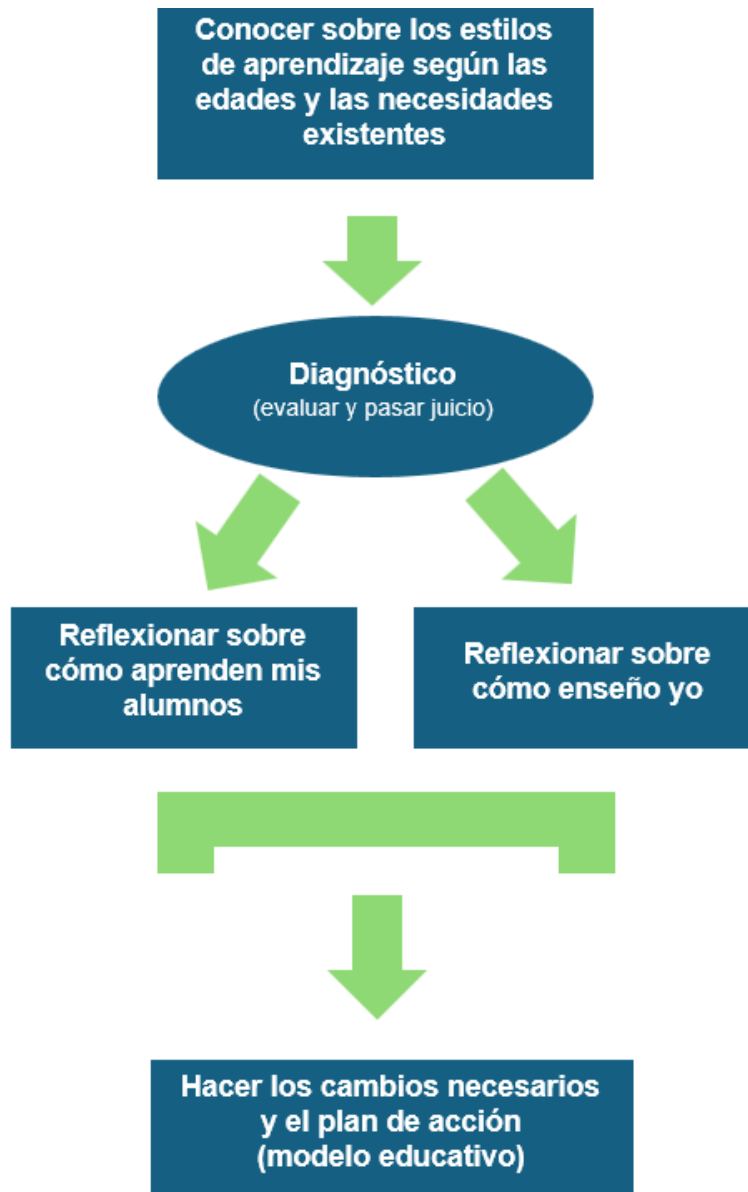 Conocer sobre los estilos
de aprendizaje según las
edades y las necesidades
existentes
Diagnóstico
(evaluar y pasar juicio)
Reflexionar sobre
cómo aprenden mis
alumnos
Reflexionar sobre
cómo enseño yo
Hacer los cambios necesarios
y el plan de acción
(modelo educativo)